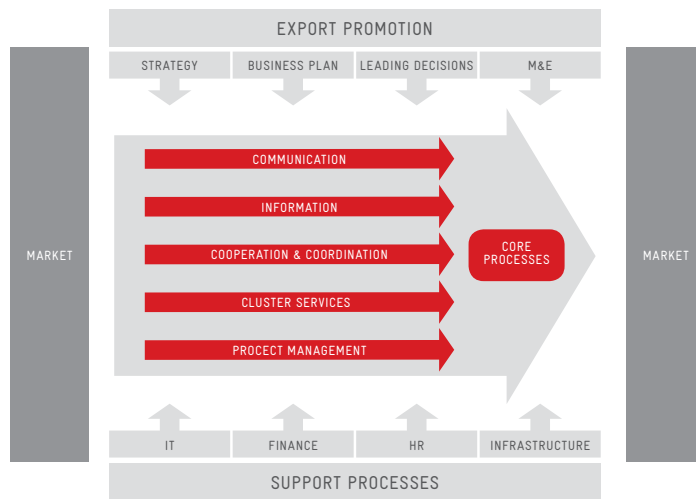 EXPORT PROMOTION
STRATEGY
BUSINESS PLAN
LEADING DECISIONS
M&E
MARKET
COMMUNICATION
INFORMATION
COOPERATION & COORDINATION
CLUSTER SERVICES
PROCECT MANAGEMENT
CORE
PROCESSES
MARKET
IT
FINANCE
HR
INFRASTRUCTURE
SUPPORT PROCESSES